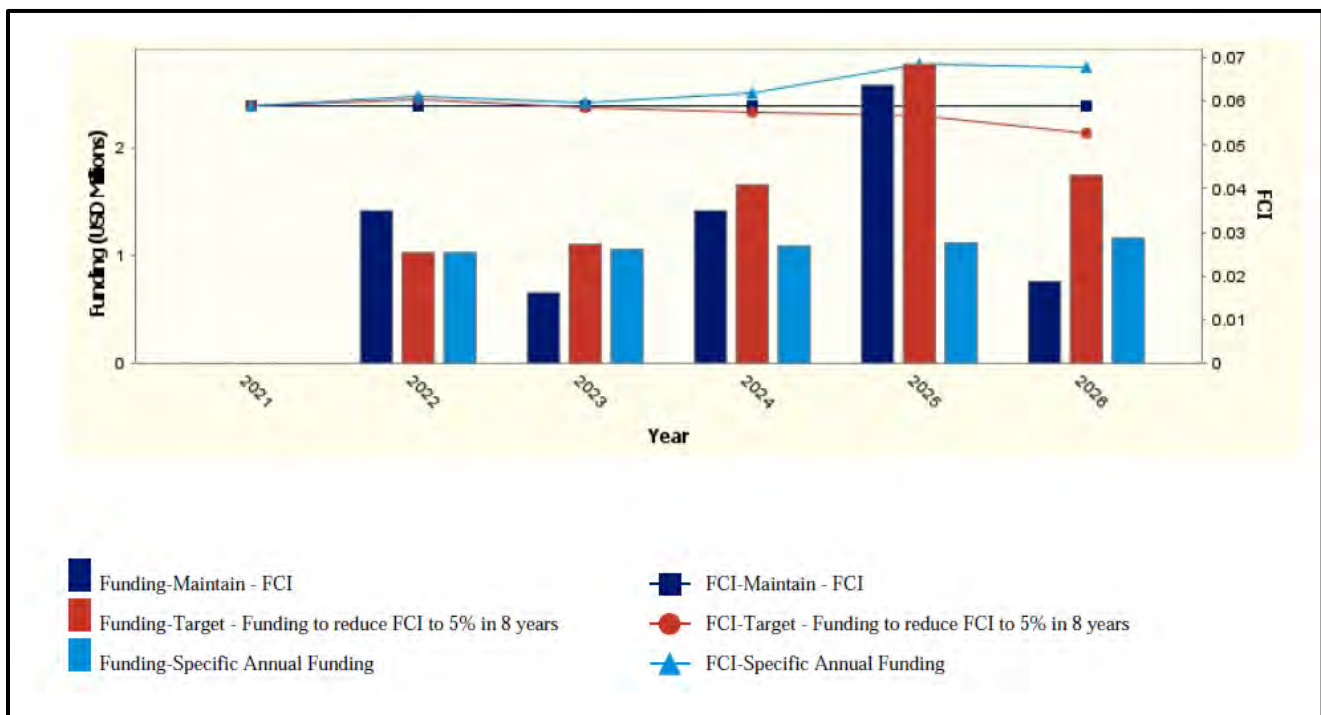 Funding (USD Millions)
2
1
0
0.07
0.06
0.05
0.04
0.03
0.02
0.01
0
FCI
2021
2022
2023
2024
2025
2026
Year
Funding-Maintain - FCI
FCI-Maintain - FCI
Funding-Target - Funding to reduce FCI to 5% in 8 years
FCI-Target - Funding to reduce FCI to 5% in 8 years
Funding-Specific Annual Funding
FCI-Specific Annual Funding